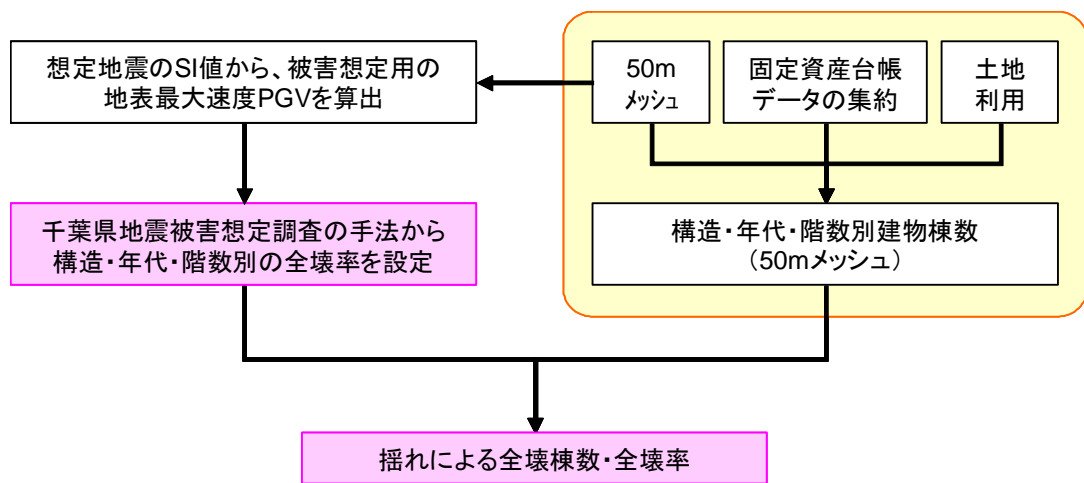 想定地震のSI値から、被害想定用の
地表最大速度PGVを算出
50m
ﾒｯｼｭ
固定資産台帳
データの集約
土地
利用
千葉県地震被害想定調査の手法から
構造・年代・階数別の全壊率を設定
構造・年代・階数別建物棟数
（50mメッシュ）
揺れによる全壊棟数・全壊率